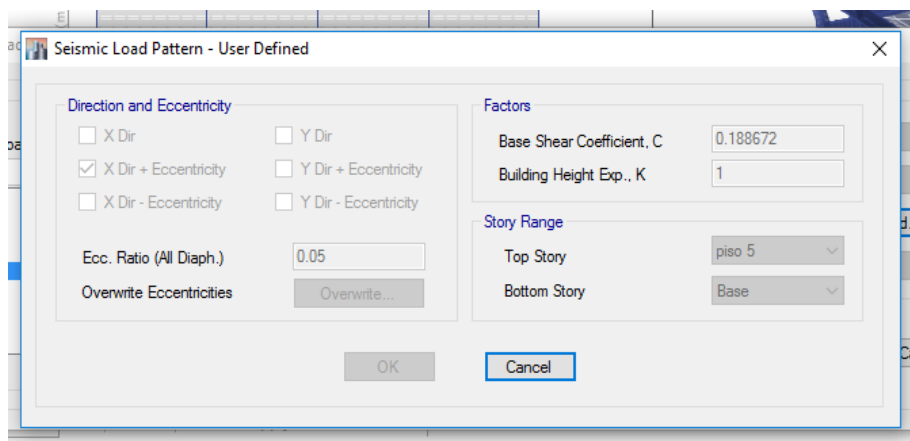 Seismic Load Pattern - User Defined
Direction and Eccentricity
X Dir
Y Dir
X Dir + Eccentricity
Y Dir + Eccentricity
X Dir - Eccentricity
Y Dir - Eccentricity
Ecc. Ratio (All Diaph.)
0.05
Overwrite Eccentricities
Overwrite...
Factors
Base Shear Coefficient, C
0.188672
Building Height Exp., K
1
Story Range
Top Story
piso 5
Bottom Story
Base
OK
Cancel